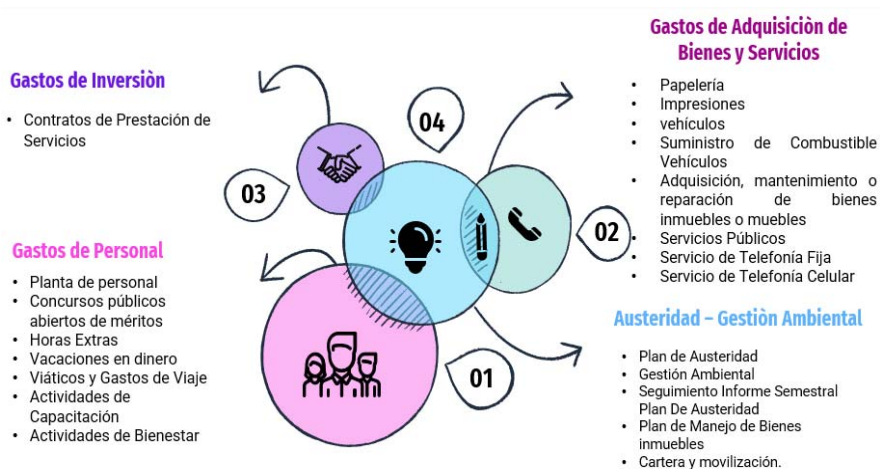 Gastos de Inversiòn
• Contratos de Prestación de
Servicios
03
Gastos de Personal
• Planta de personal
• Concursos públicos
abiertos de méritos
• Horas Extras
• Vacaciones en dinero
• Viáticos y Gastos de Viaje
• Actividades de
Capacitación
• Actividades de Bienestar
04
02
01
Gastos de Adquisiciòn de
Bienes y Servicios
• Papelería
• Impresiones
• vehículos
• Suministro de Combustible
Vehículos
• Adquisición, mantenimiento o
reparación de bienes
inmuebles o muebles
• Servicios Públicos
• Servicio de Telefonía Fija
• Servicio de Telefonía Celular
Austeridad – Gestiòn Ambiental
• Plan de Austeridad
• Gestión Ambiental
• Seguimiento Informe Semestral
Plan De Austeridad
• Plan de Manejo de Bienes
inmuebles
• Cartera y movilización.